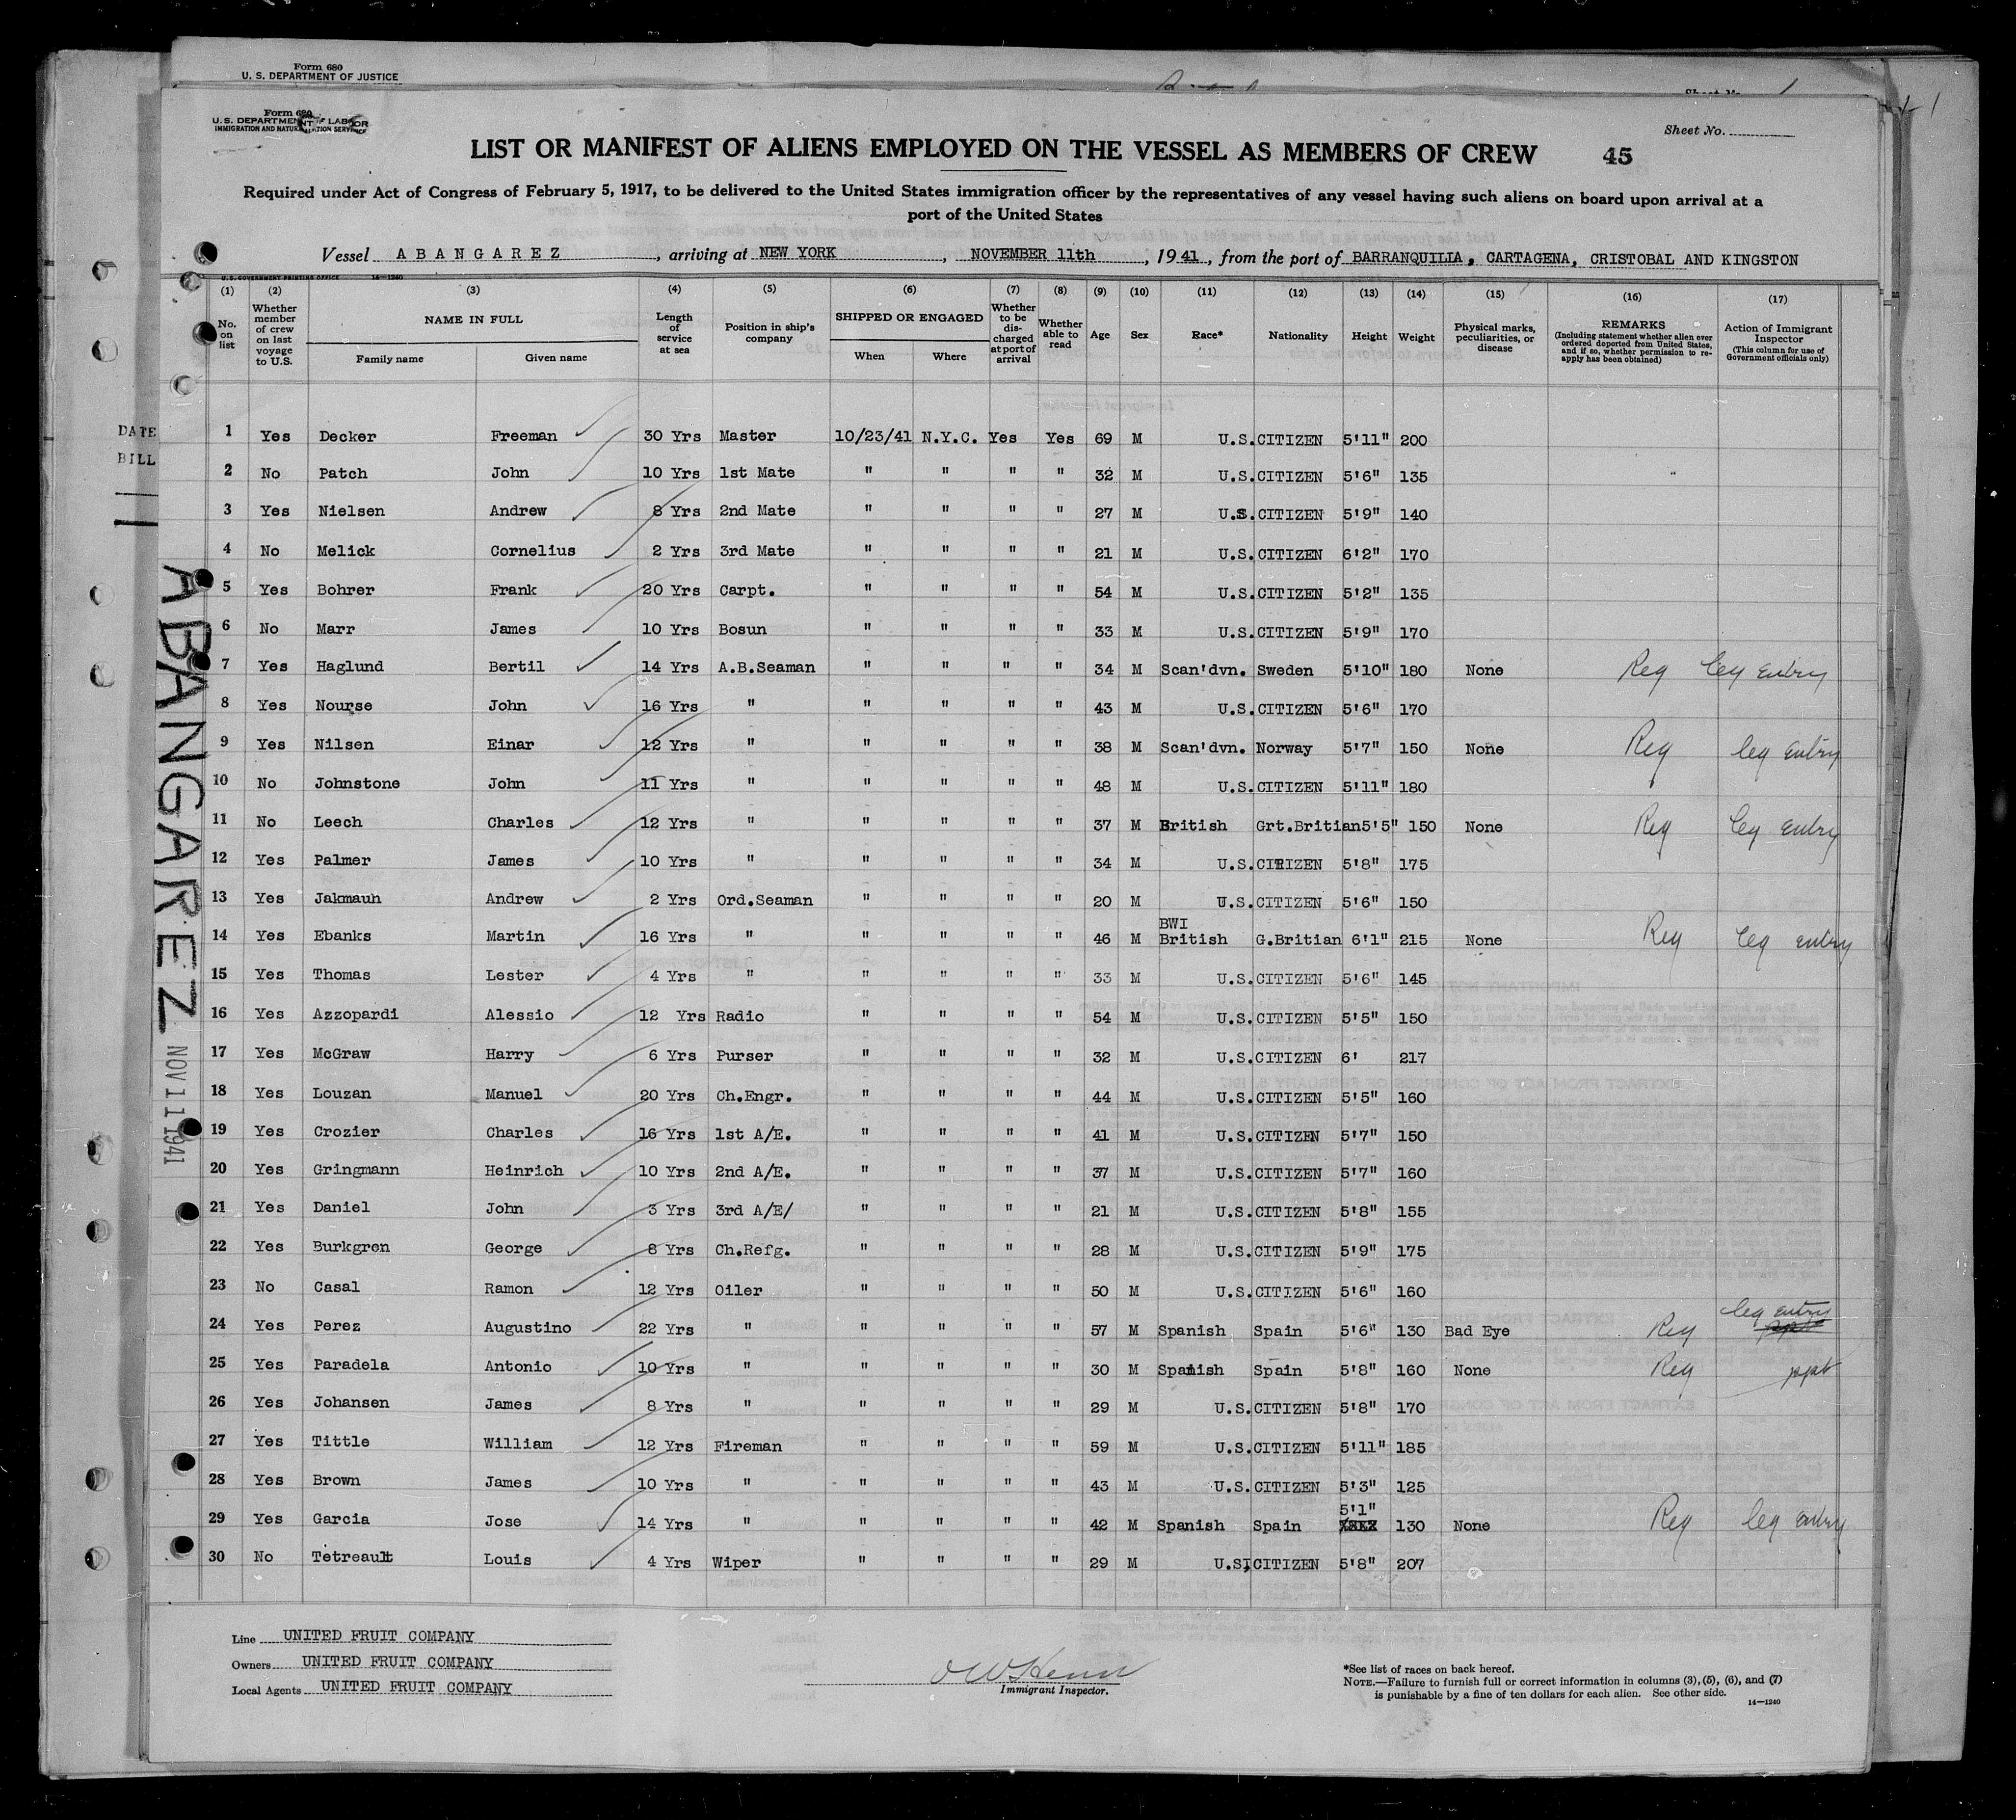 Form 680
U. S. DEPARTMENT OF JUSTICE
Form 680
U. S. DEPARTMENT OF LABOR
IMMIGRATION AND NATURALIZATION SERVICE
Sheet No.
LIST OR MANIFEST OF ALIENS EMPLOYED ON THE VESSEL AS MEMBERS OF CREW 45
Required under Act of Congress of February 5, 1917, to be delivered to the United States immigration officer by the representatives of any vessel having such aliens on board upon arrival at a
port of the United States
Vessel ABANGAREZ, arriving at NEW YORK, NOVEMBER 11th, 1941, from the port of BARRANQUILIA, CARTAGENA, CRISTOBAL AND KINGSTON
U. S. GOVERNMENT PRINTING OFFICE 14—1240
(1) (2) (3) (4) (5) (6) (7) (8) (9) (10) (11) (12) (13) (14) (15) (16) (17)
No. on list
Whether member of crew on last voyage to U.S.
NAME IN FULL
Family name Given name
Length of service at sea
Position in ship's company
SHIPPED OR ENGAGED
When Where
Whether to be discharged at port of arrival
Whether able to read
Age
Sex
Race*
Nationality
Height
Weight
Physical marks, peculiarities, or disease
REMARKS
(Including statement whether alien ever ordered deported from United States, and if so, whether permission to reapply has been obtained)
Action of Immigrant Inspector
(This column for use of Government officials only)
DATE
BILL
1 Yes Decker Freeman 30 Yrs Master 10/23/41 N.Y.C. Yes Yes 69 M U.S.CITIZEN 5'11" 200
2 No Patch John 10 Yrs 1st Mate " " " " 32 M U.S.CITIZEN 5'6" 135
3 Yes Nielsen Andrew 8 Yrs 2nd Mate " " " " 27 M U.S.CITIZEN 5'9" 140
4 No Melick Cornelius 2 Yrs 3rd Mate " " " " 21 M U.S.CITIZEN 6'2" 170
5 Yes Bohrer Frank 20 Yrs Carpt. " " " " 54 M U.S.CITIZEN 5'2" 135
6 No Marr James 10 Yrs Bosun " " " " 33 M U.S.CITIZEN 5'9" 170
7 Yes Haglund Bertil 14 Yrs A.B.Seaman " " " " 34 M Scan'dvn. Sweden 5'10" 180 None Reg leg entry
8 Yes Nourse John 16 Yrs " " " " " 43 M U.S.CITIZEN 5'6" 170
9 Yes Nilsen Einar 12 Yrs " " " " " 38 M Scan'dvn. Norway 5'7" 150 None Reg leg entry
10 No Johnstone John 11 Yrs " " " " " 48 M U.S.CITIZEN 5'11" 180
11 No Leech Charles 12 Yrs " " " " " 37 M British Grt.Britian 5'5" 150 None Reg leg entry
12 Yes Palmer James 10 Yrs " " " " " 34 M U.S.CITIZEN 5'8" 175
13 Yes Jakmauh Andrew 2 Yrs Ord.Seaman " " " " 20 M U.S.CITIZEN 5'6" 150
14 Yes Ebanks Martin 16 Yrs " " " " " 46 M BWI British G.Britian 6'1" 215 None Reg leg entry
15 Yes Thomas Lester 4 Yrs " " " " " 33 M U.S.CITIZEN 5'6" 145
16 Yes Azzopardi Alessio 12 Yrs Radio " " " " 54 M U.S.CITIZEN 5'5" 150
17 Yes McGraw Harry 6 Yrs Purser " " " " 32 M U.S.CITIZEN 6' 217
18 Yes Louzan Manuel 20 Yrs Ch.Engr. " " " " 44 M U.S.CITIZEN 5'5" 160
19 Yes Crozier Charles 16 Yrs 1st A/E. " " " " 41 M U.S.CITIZEN 5'7" 150
20 Yes Gringmann Heinrich 10 Yrs 2nd A/E. " " " " 37 M U.S.CITIZEN 5'7" 160
21 Yes Daniel John 3 Yrs 3rd A/E/ " " " " 21 M U.S.CITIZEN 5'8" 155
22 Yes Burkgren George 8 Yrs Ch.Refg. " " " " 28 M U.S.CITIZEN 5'9" 175
23 No Casal Ramon 12 Yrs Oiler " " " " 50 M U.S.CITIZEN 5'6" 160
24 Yes Perez Augustino 22 Yrs " " " " " 57 M Spanish Spain 5'6" 130 Bad Eye Reg leg entry
25 Yes Paradela Antonio 10 Yrs " " " " " 30 M Spanish Spain 5'8" 160 None Reg ppt
26 Yes Johansen James 8 Yrs " " " " " 29 M U.S.CITIZEN 5'8" 170
27 Yes Tittle William 12 Yrs Fireman " " " " 59 M U.S.CITIZEN 5'11" 185
28 Yes Brown James 10 Yrs " " " " " 43 M U.S.CITIZEN 5'3" 125
29 Yes Garcia Jose 14 Yrs " " " " " 42 M Spanish Spain 5'1" 130 None Reg leg entry
30 No Tetreault Louis 4 Yrs Wiper " " " " 29 M U.S.CITIZEN 5'8" 207
ABANGAREZ NOV 11 1941
Line UNITED FRUIT COMPANY
Owners UNITED FRUIT COMPANY
Local Agents UNITED FRUIT COMPANY
Immigrant Inspector.
*See list of races on back hereof.
NOTE.—Failure to furnish full or correct information in columns (3), (5), (6), and (7)
is punishable by a fine of ten dollars for each alien. See other side.
14—1240